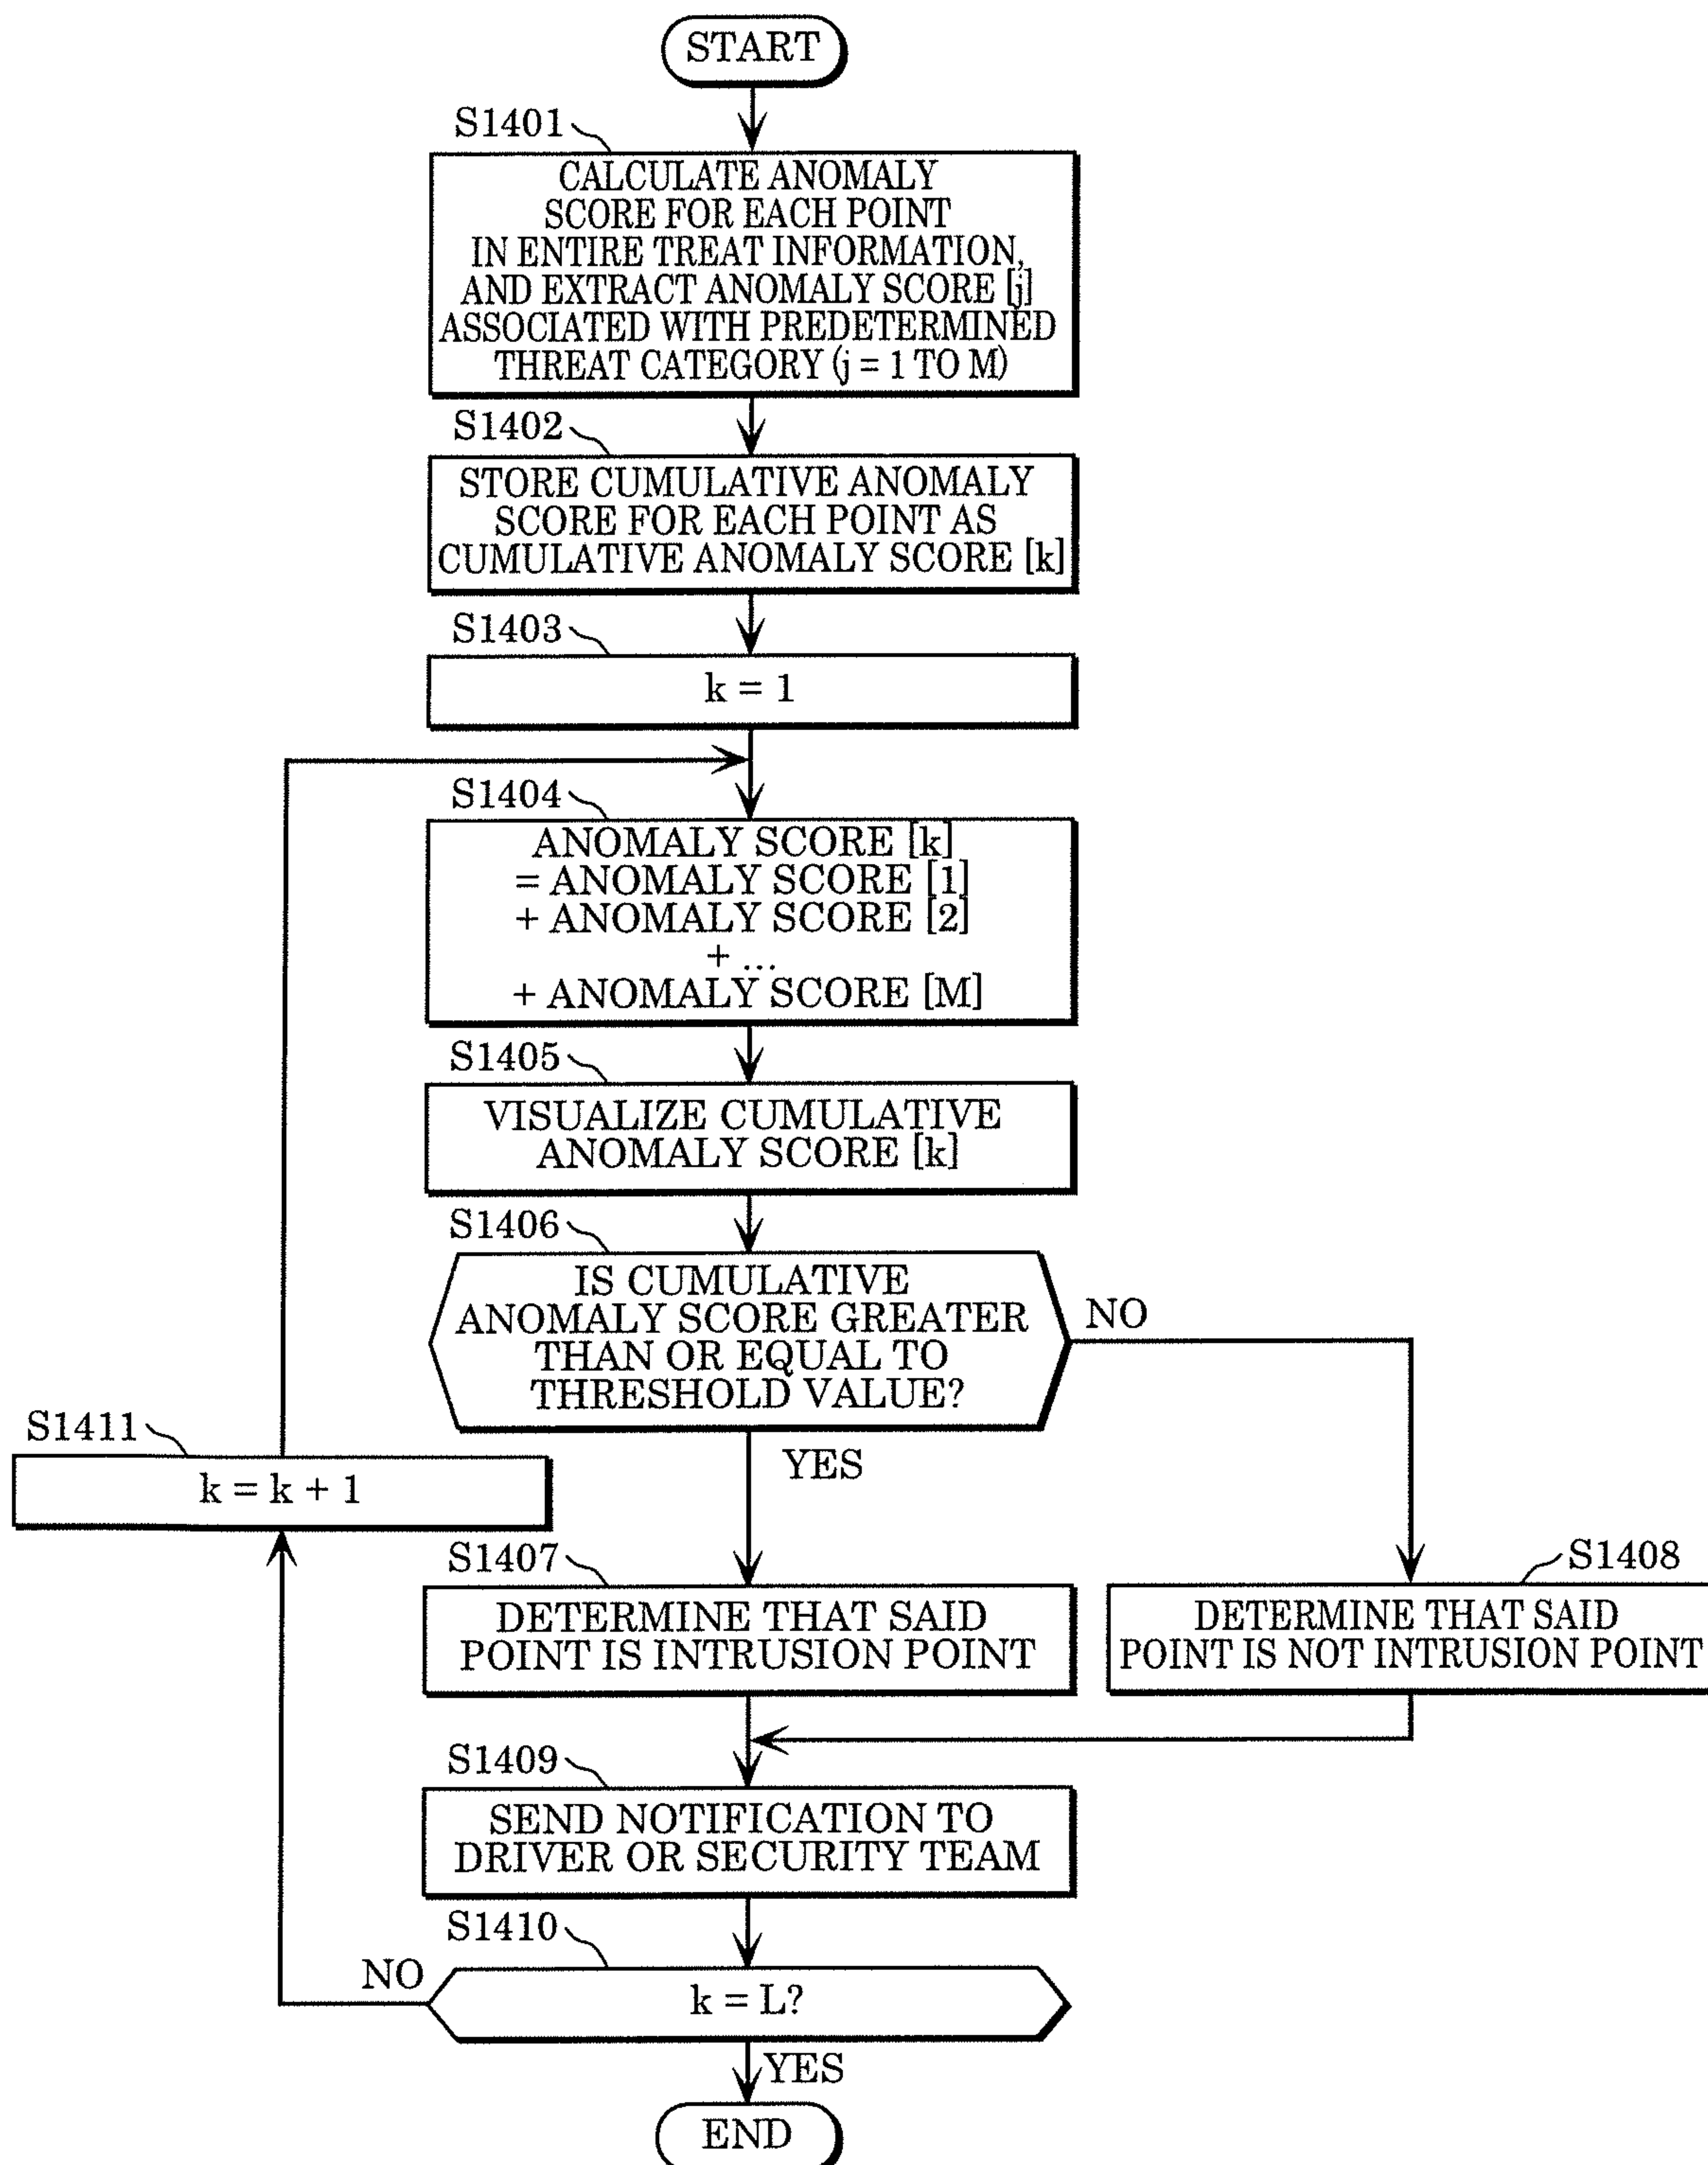 START
S1401
CALCULATE ANOMALY
SCORE FOR EACH POINT
IN ENTIRE TREAT INFORMATION,
AND EXTRACT ANOMALY SCORE [j]
ASSOCIATED WITH PREDETERMINED
THREAT CATEGORY (j = 1 TO M)
S1402
STORE CUMULATIVE ANOMALY
SCORE FOR EACH POINT AS
CUMULATIVE ANOMALY SCORE [k]
S1403
k = 1
S1404
ANOMALY SCORE [k]
= ANOMALY SCORE [1]
+ ANOMALY SCORE [2]
+ ...
+ ANOMALY SCORE [M]
S1405
VISUALIZE CUMULATIVE
ANOMALY SCORE [k]
S1406
IS CUMULATIVE
ANOMALY SCORE GREATER
THAN OR EQUAL TO
THRESHOLD VALUE?
NO
YES
S1411
k = k + 1
S1407
DETERMINE THAT SAID
POINT IS INTRUSION POINT
S1408
DETERMINE THAT SAID
POINT IS NOT INTRUSION POINT
S1409
SEND NOTIFICATION TO
DRIVER OR SECURITY TEAM
S1410
NO
k = L?
YES
END